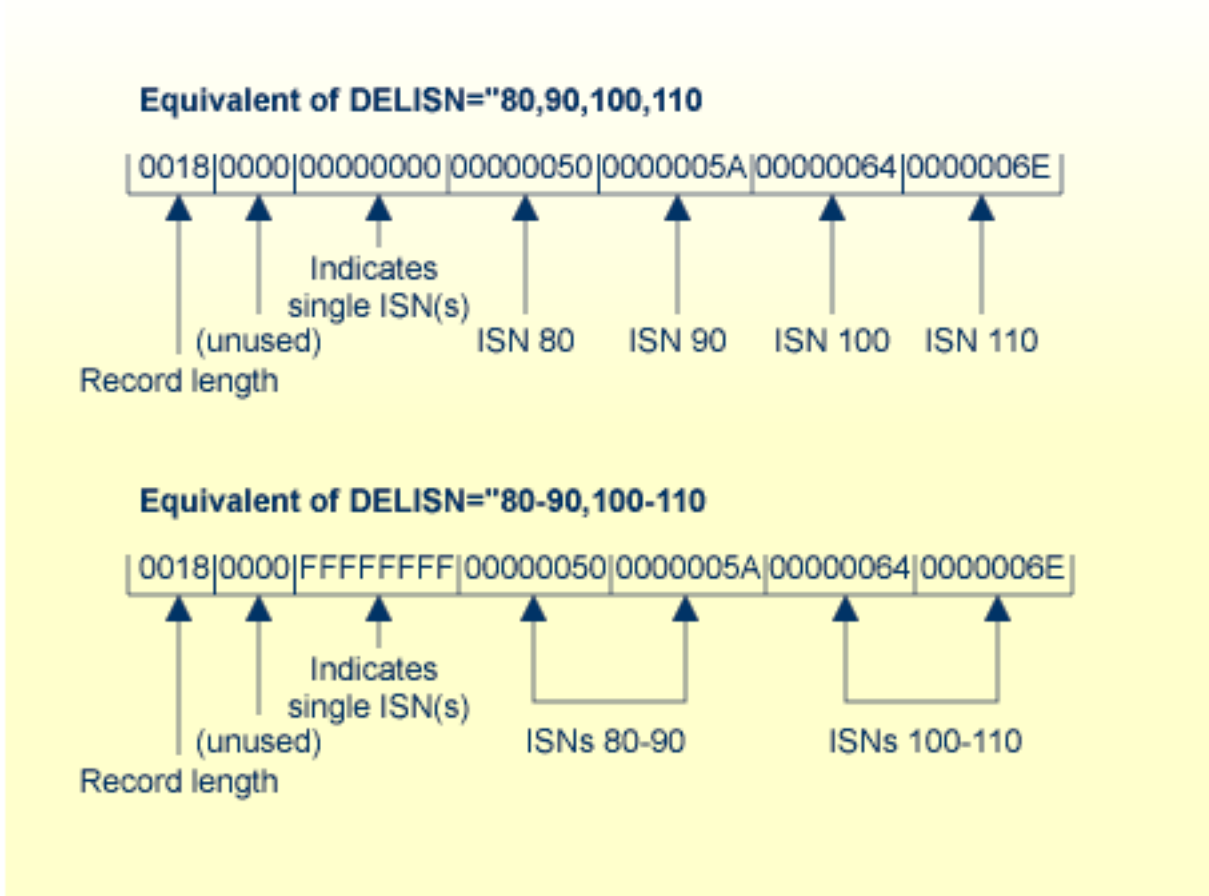 Equivalent of DELISN="80,90,100,110
0018|0000|00000000|00000050|0000005A|00000064|0000006E
Indicates
single ISN(s)
(unused) ISN 80 ISN 90 ISN 100 ISN 110
Record length
Equivalent of DELISN="80-90,100-110
0018|0000|FFFFFFFF|00000050|0000005A|00000064|0000006E
Indicates
single ISN(s)
(unused) ISNs 80-90 ISNs 100-110
Record length